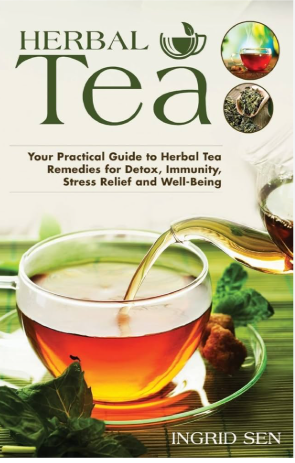 HERBAL
Tea
Your Practical Guide to Herbal Tea
Remedies for Detox, Immunity,
Stress Relief and Well-Being
INGRID SEN